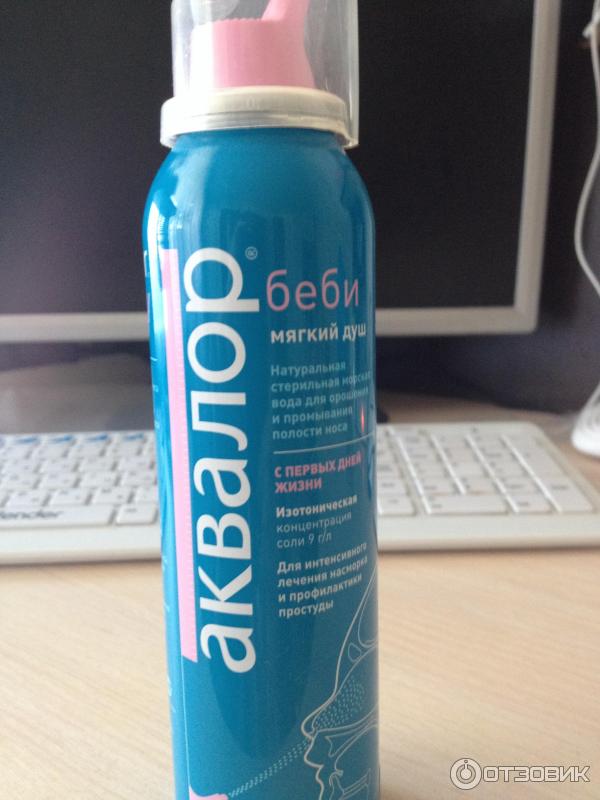 аквалор®
беби
мягкий душ
Натуральная
стерильная морская
вода для орошения
и промывания
полости носа
С ПЕРВЫХ ДНЕЙ
ЖИЗНИ
Изотоническая
концентрация
соли 9 г/л
Для интенсивного
лечения насморка
и профилактики
простуды
ОТЗОВИК